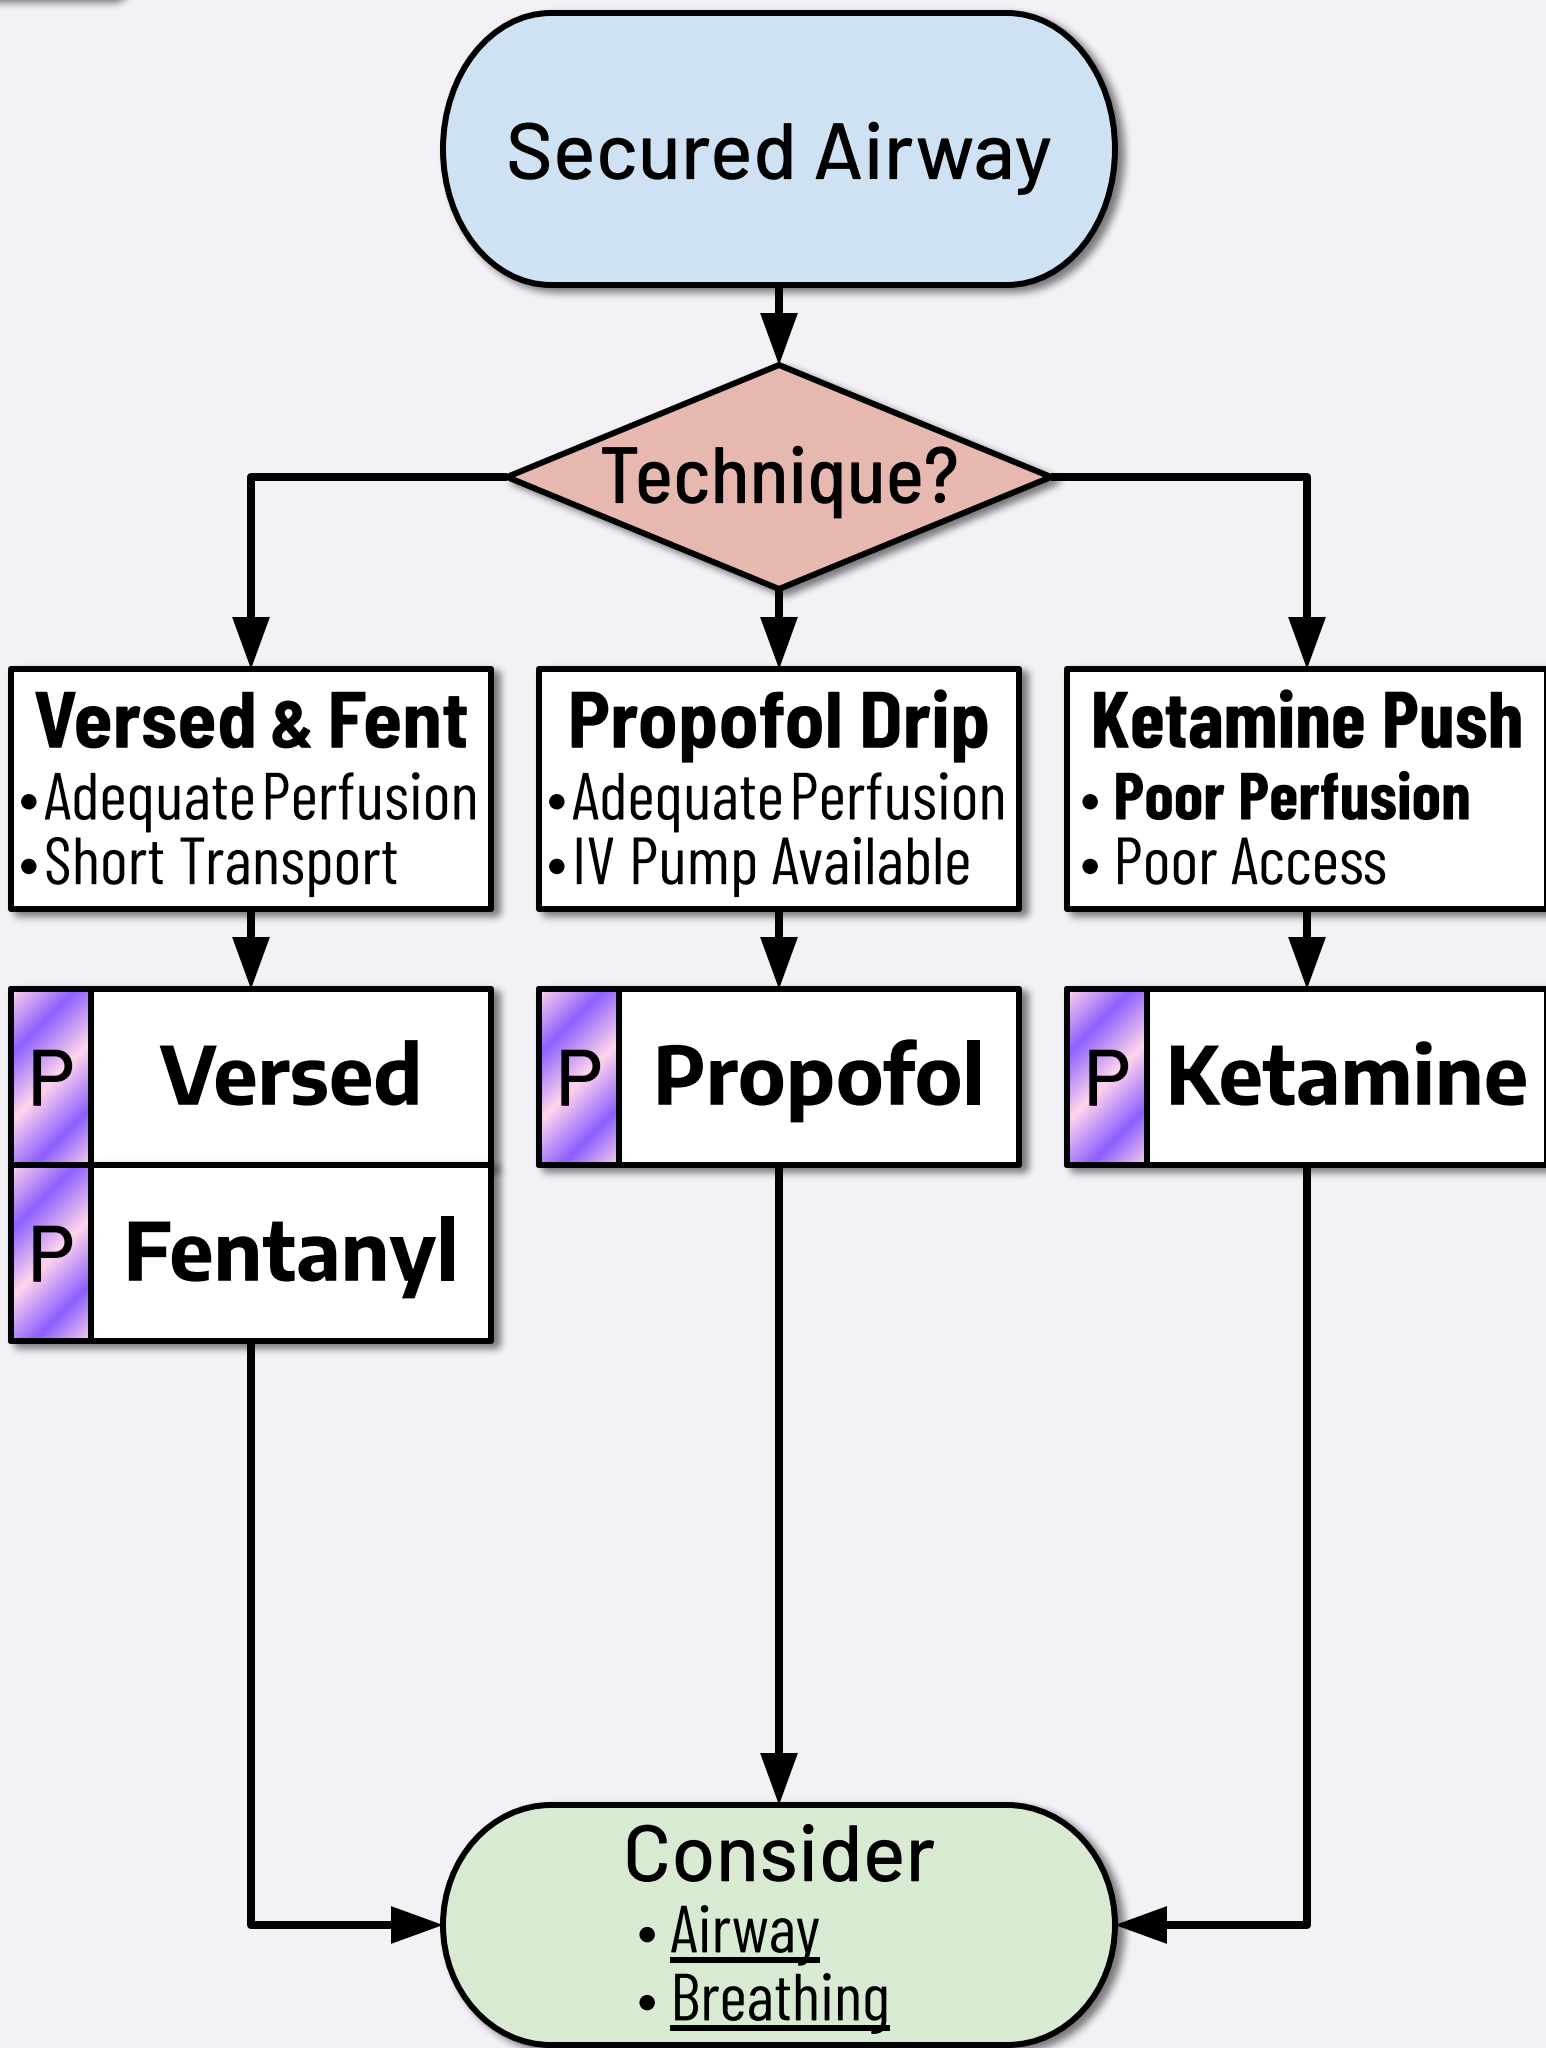 Secured Airway
Technique?
Versed & Fent
• Adequate Perfusion
• Short Transport
Propofol Drip
• Adequate Perfusion
• IV Pump Available
Ketamine Push
• Poor Perfusion
• Poor Access
P Versed
P Fentanyl
P Propofol
P Ketamine
Consider
• Airway
• Breathing